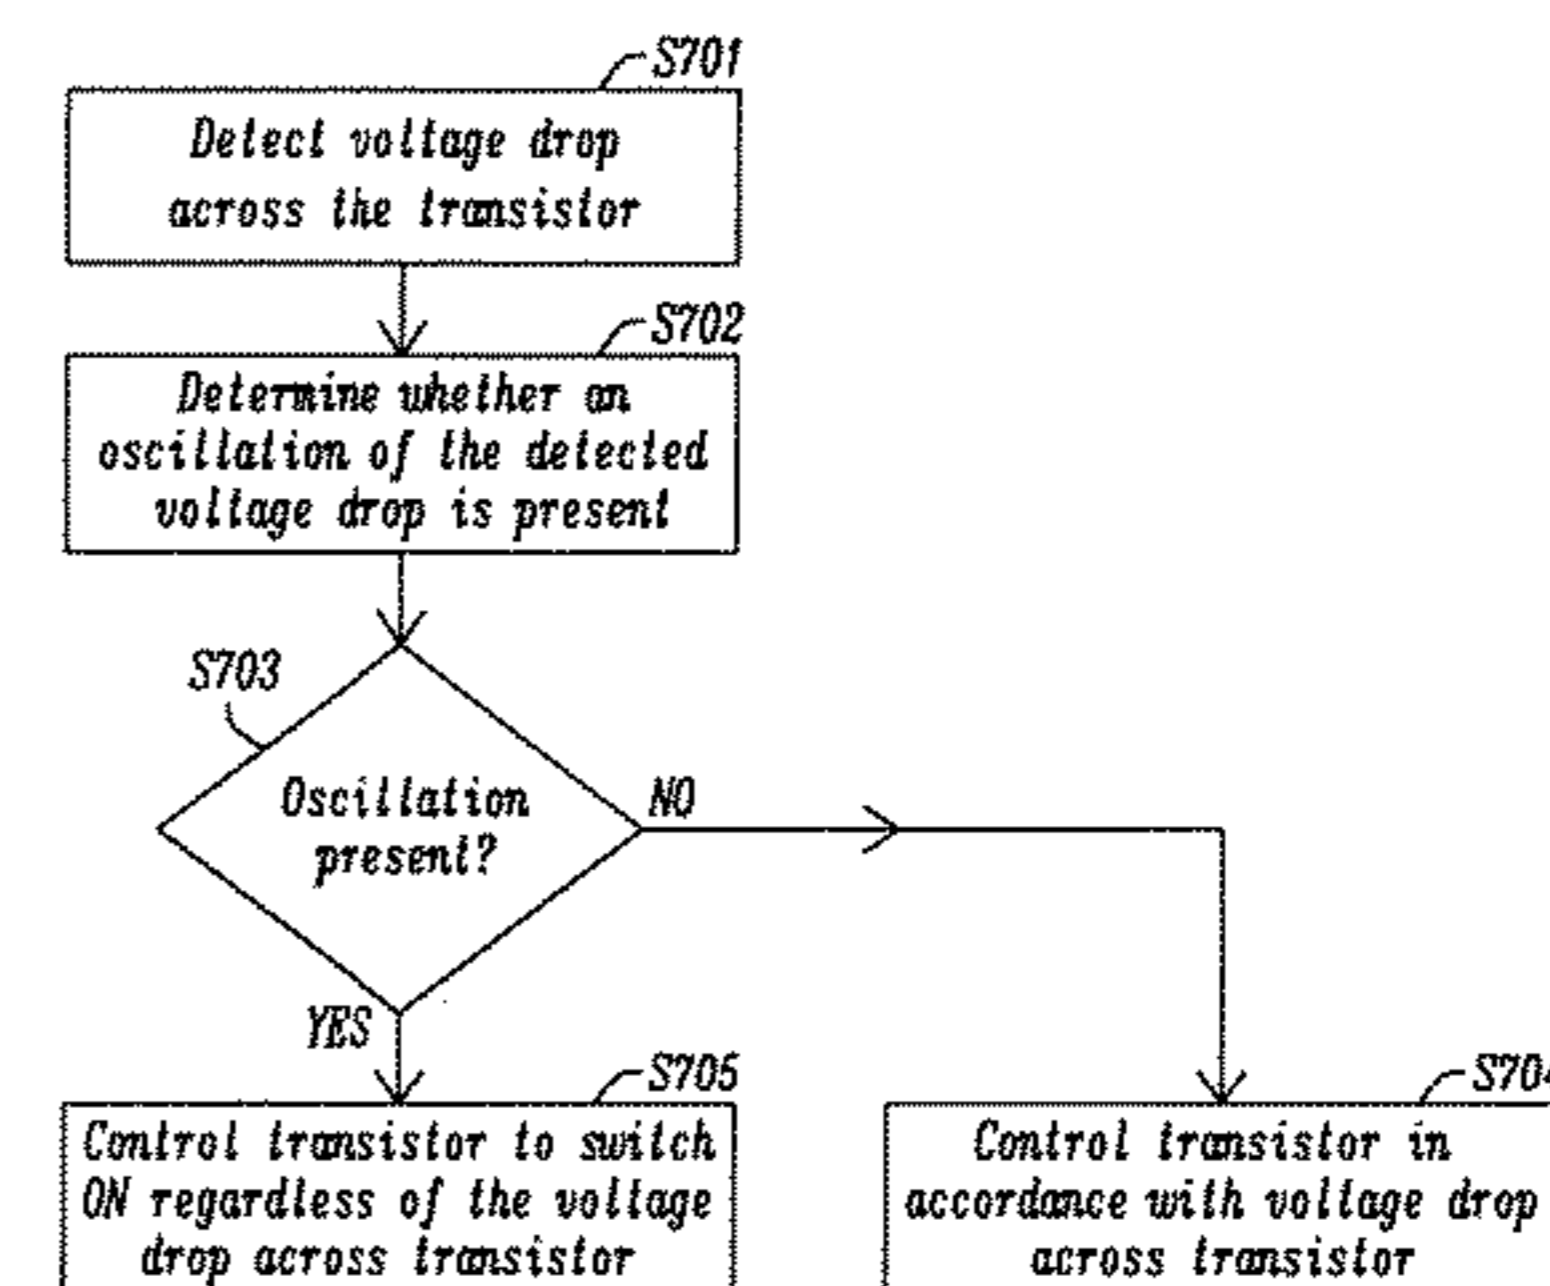 S701
Detect voltage drop
across the transistor
S702
Determine whether an
oscillation of the detected
voltage drop is present
S703
Oscillation
present?
NO
YES
S705
Control transistor to switch
ON regardless of the voltage
drop across transistor
S704
Control transistor in
accordance with voltage drop
across transistor